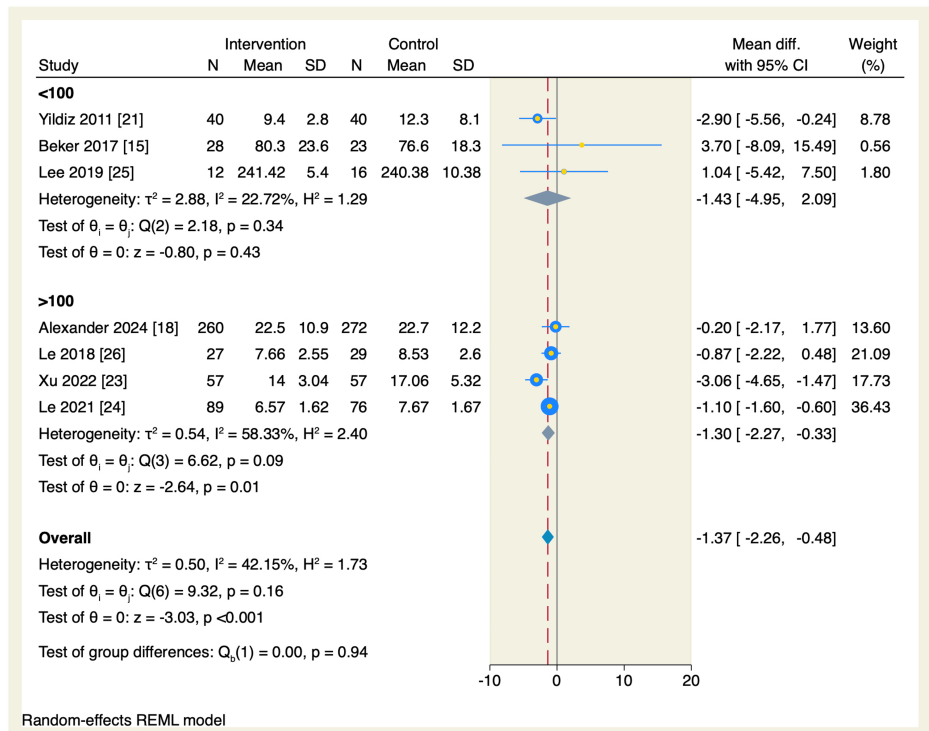 Intervention Control Mean diff. Weight
Study N Mean SD N Mean SD with 95% CI (%)
<100
Yildiz 2011 [21] 40 9.4 2.8 40 12.3 8.1 -2.90 [ -5.56, -0.24] 8.78
Beker 2017 [15] 28 80.3 23.6 23 76.6 18.3 3.70 [ -8.09, 15.49] 0.56
Lee 2019 [25] 12 241.42 5.4 16 240.38 10.38 1.04 [ -5.42, 7.50] 1.80
Heterogeneity: τ² = 2.88, I² = 22.72%, H² = 1.29 -1.43 [ -4.95, 2.09]
Test of θᵢ = θⱼ: Q(2) = 2.18, p = 0.34
Test of θ = 0: z = -0.80, p = 0.43
>100
Alexander 2024 [18] 260 22.5 10.9 272 22.7 12.2 -0.20 [ -2.17, 1.77] 13.60
Le 2018 [26] 27 7.66 2.55 29 8.53 2.6 -0.87 [ -2.22, 0.48] 21.09
Xu 2022 [23] 57 14 3.04 57 17.06 5.32 -3.06 [ -4.65, -1.47] 17.73
Le 2021 [24] 89 6.57 1.62 76 7.67 1.67 -1.10 [ -1.60, -0.60] 36.43
Heterogeneity: τ² = 0.54, I² = 58.33%, H² = 2.40 -1.30 [ -2.27, -0.33]
Test of θᵢ = θⱼ: Q(3) = 6.62, p = 0.09
Test of θ = 0: z = -2.64, p = 0.01
Overall -1.37 [ -2.26, -0.48]
Heterogeneity: τ² = 0.50, I² = 42.15%, H² = 1.73
Test of θᵢ = θⱼ: Q(6) = 9.32, p = 0.16
Test of θ = 0: z = -3.03, p <0.001
Test of group differences: Q_b(1) = 0.00, p = 0.94
-10 0 10 20
Random-effects REML model